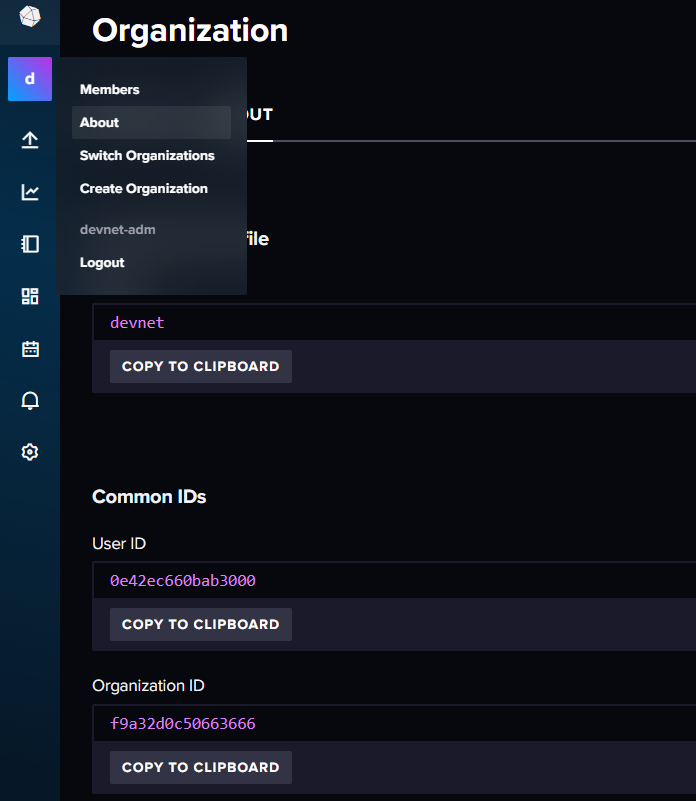 Organization
d
Members
About
OUT
Switch Organizations
Create Organization
devnet-adm
file
Logout
devnet
COPY TO CLIPBOARD
Common IDs
User ID
0e42ec660bab3000
COPY TO CLIPBOARD
Organization ID
f9a32d0c50663666
COPY TO CLIPBOARD